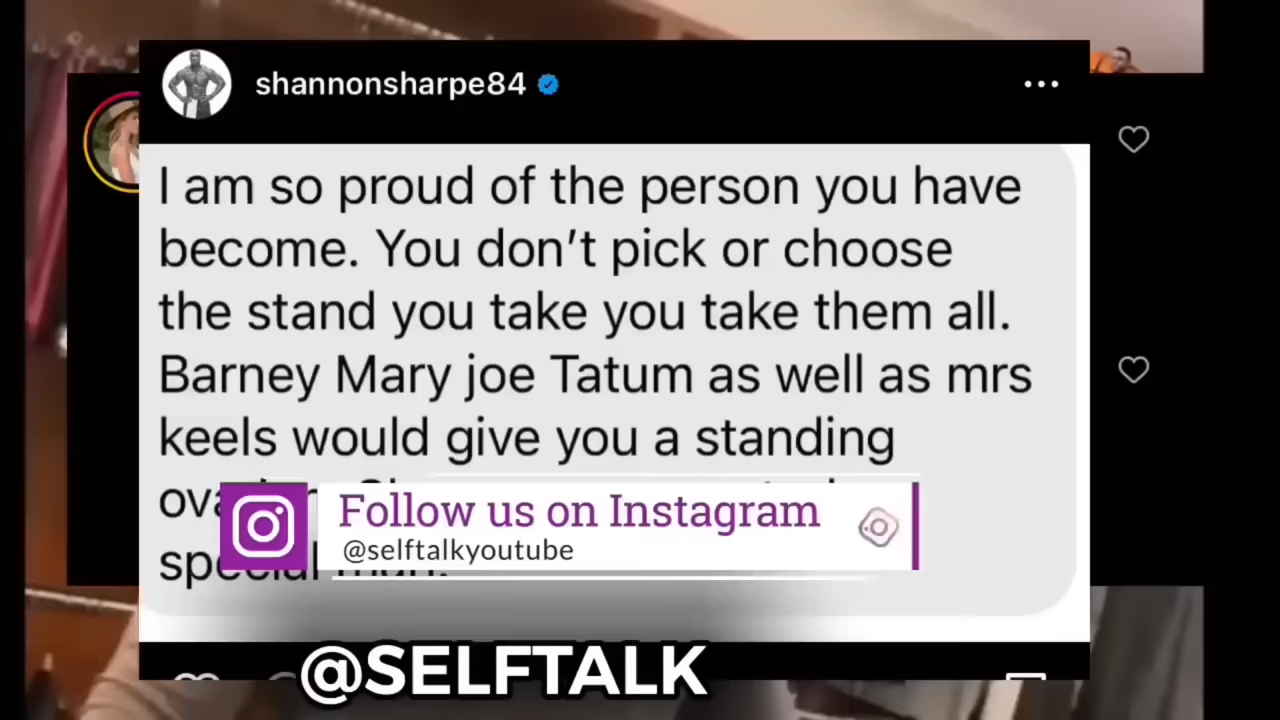 shannonsharpe84
I am so proud of the person you have
become. You don't pick or choose
the stand you take you take them all.
Barney Mary joe Tatum as well as mrs
keels would give you a standing
Follow us on Instagram
@selftalkyoutube
special man.
@SELFTALK